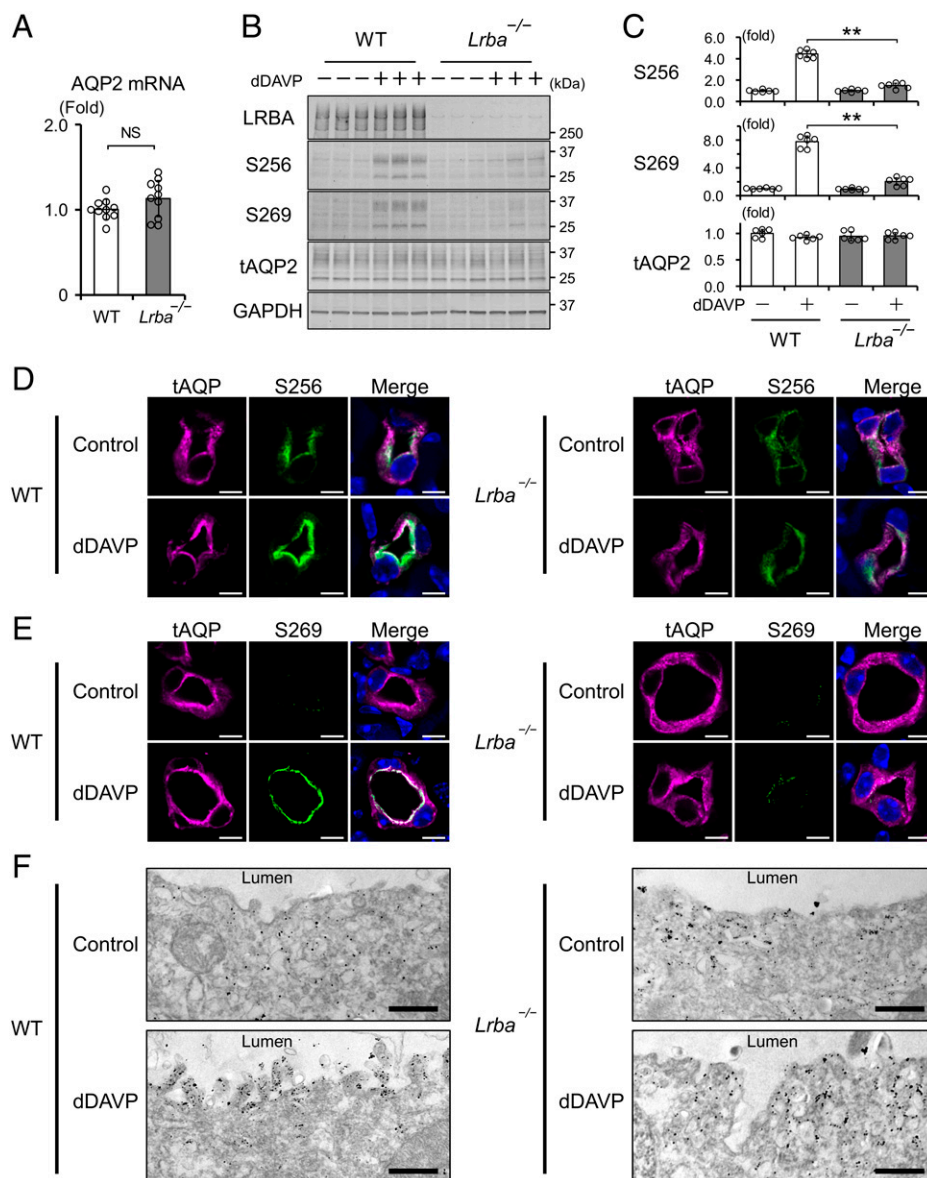 A
AQP2 mRNA
(Fold)
2.0
NS
1.0
0
WT
Lrba−/−
B
WT
Lrba−/−
dDAVP
− − − + + + − − − + + +
(kDa)
LRBA
250
S256
37
25
S269
37
25
tAQP2
37
25
GAPDH
37
C
(fold)
**
6.0
S256
4.0
2.0
0.0
(fold)
**
8.0
S269
4.0
0.0
(fold)
1.0
tAQP2
0.5
0.0
dDAVP − + − +
WT
Lrba−/−
D
tAQP S256 Merge
tAQP S256 Merge
Control
Control
WT
Lrba−/−
dDAVP
dDAVP
E
tAQP S269 Merge
tAQP S269 Merge
Control
Control
WT
Lrba−/−
dDAVP
dDAVP
F
Lumen
Lumen
Control
Control
WT
Lrba−/−
Lumen
Lumen
dDAVP
dDAVP